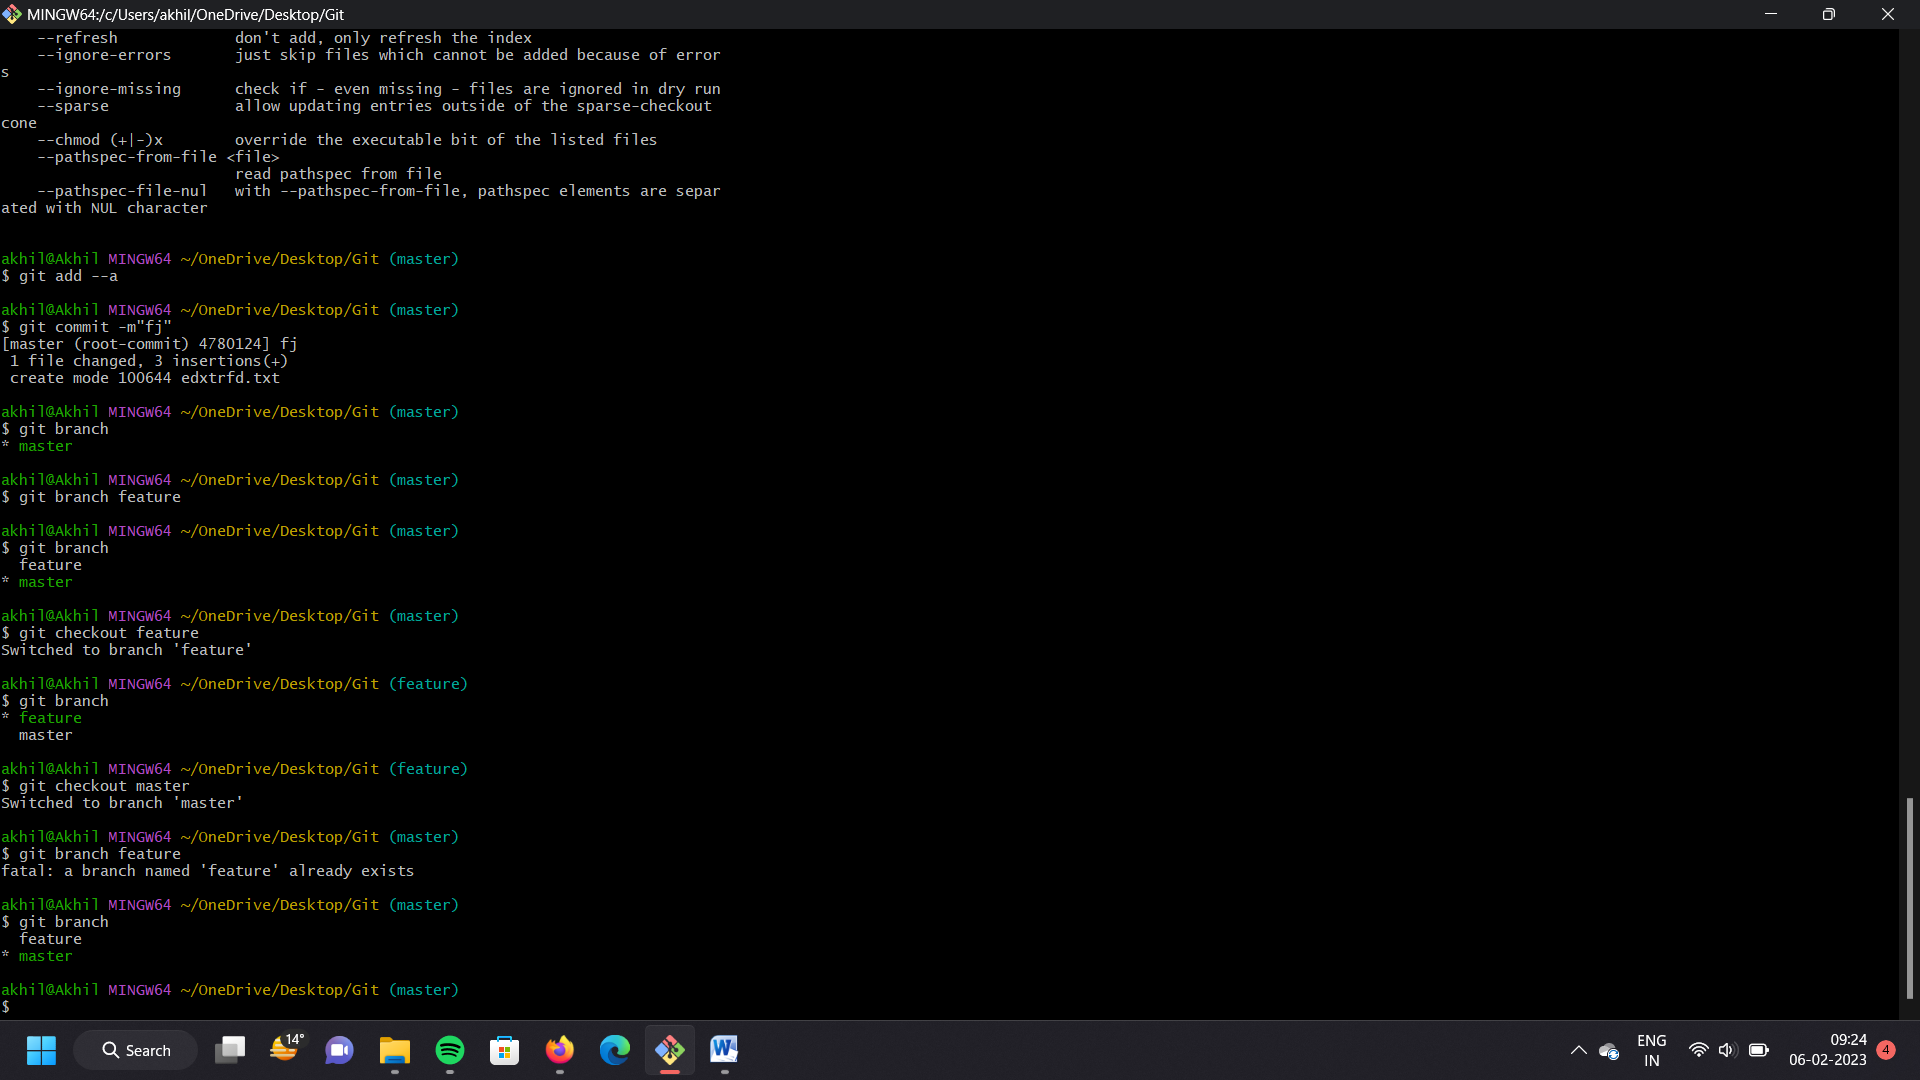 MINGW64:/c/Users/akhil/OneDrive/Desktop/Git
--refresh don't add, only refresh the index
--ignore-errors just skip files which cannot be added because of error
s
--ignore-missing check if - even missing - files are ignored in dry run
--sparse allow updating entries outside of the sparse-checkout
cone
--chmod (+|-)x override the executable bit of the listed files
--pathspec-from-file <file>
read pathspec from file
--pathspec-file-nul with --pathspec-from-file, pathspec elements are separ
ated with NUL character
akhil@Akhil MINGW64 ~/OneDrive/Desktop/Git (master)
$ git add --a
akhil@Akhil MINGW64 ~/OneDrive/Desktop/Git (master)
$ git commit -m"fj"
[master (root-commit) 4780124] fj
1 file changed, 3 insertions(+)
create mode 100644 edxtrfd.txt
akhil@Akhil MINGW64 ~/OneDrive/Desktop/Git (master)
$ git branch
* master
akhil@Akhil MINGW64 ~/OneDrive/Desktop/Git (master)
$ git branch feature
akhil@Akhil MINGW64 ~/OneDrive/Desktop/Git (master)
$ git branch
feature
* master
akhil@Akhil MINGW64 ~/OneDrive/Desktop/Git (master)
$ git checkout feature
Switched to branch 'feature'
akhil@Akhil MINGW64 ~/OneDrive/Desktop/Git (feature)
$ git branch
* feature
master
akhil@Akhil MINGW64 ~/OneDrive/Desktop/Git (feature)
$ git checkout master
Switched to branch 'master'
akhil@Akhil MINGW64 ~/OneDrive/Desktop/Git (master)
$ git branch feature
fatal: a branch named 'feature' already exists
akhil@Akhil MINGW64 ~/OneDrive/Desktop/Git (master)
$ git branch
feature
* master
akhil@Akhil MINGW64 ~/OneDrive/Desktop/Git (master)
$
Search
14°
W
ENG
IN
09:24
06-02-2023
4